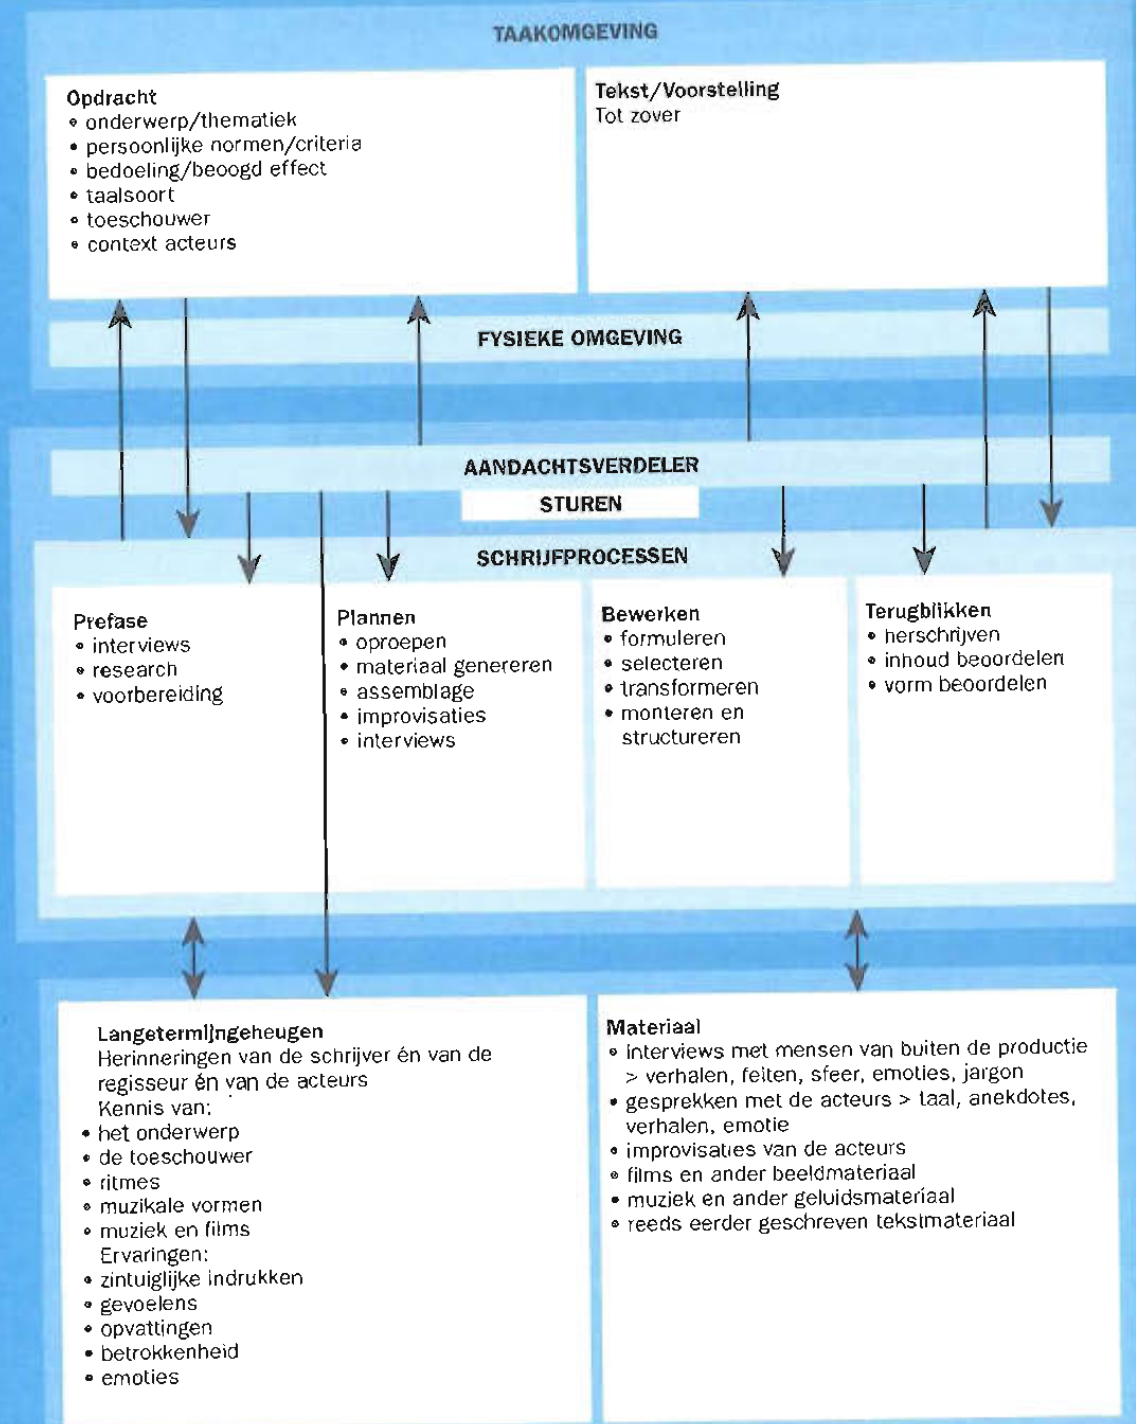 TAAKOMGEVING
Opdracht
• onderwerp/thematiek
• persoonlijke normen/criteria
• bedoeling/beoogd effect
• taalsoort
• toeschouwer
• context acteurs
Tekst/Voorstelling
Tot zover
FYSIEKE OMGEVING
AANDACHTSVERDELER
STUREN
SCHRIJFPROCESSEN
Prefase
• interviews
• research
• voorbereiding
Plannen
• oproepen
• materiaal genereren
• assemblage
• improvisaties
• interviews
Bewerken
• formuleren
• selecteren
• transformeren
• monteren en
structureren
Terugblikken
• herschrijven
• inhoud beoordelen
• vorm beoordelen
Langetermijngeheugen
Herinneringen van de schrijver én van de
regisseur én van de acteurs
Kennis van:
• het onderwerp
• de toeschouwer
• ritmes
• muzikale vormen
• muziek en films
Ervaringen:
• zintuiglijke indrukken
• gevoelens
• opvattingen
• betrokkenheid
• emoties
Materiaal
• interviews met mensen van buiten de productie
> verhalen, feiten, sfeer, emoties, jargon
• gesprekken met de acteurs > taal, anekdotes,
verhalen, emotie
• improvisaties van de acteurs
• films en ander beeldmateriaal
• muziek en ander geluidsmateriaal
• reeds eerder geschreven tekstmateriaal